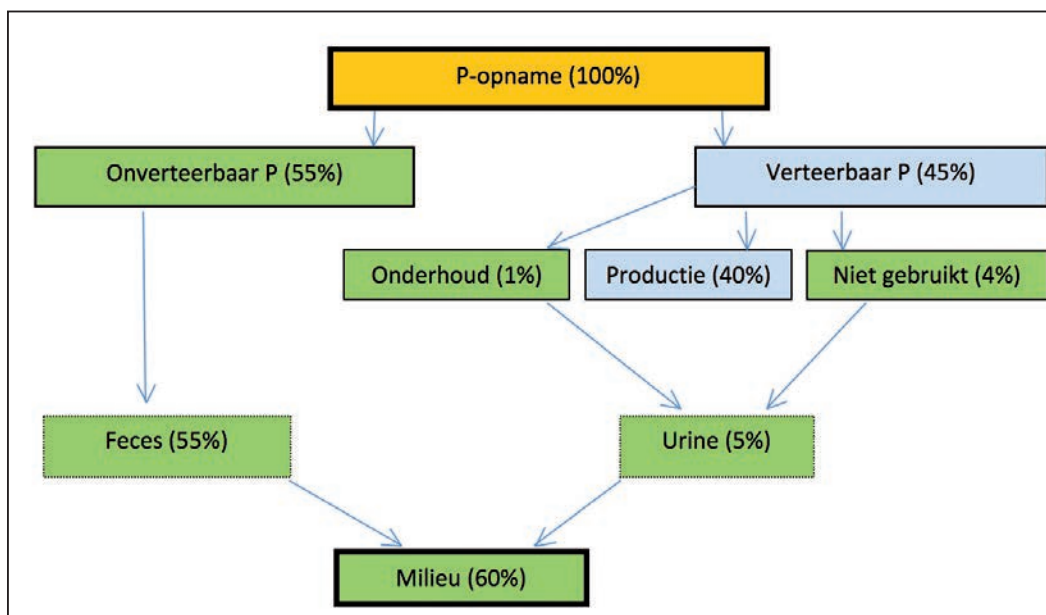 P-opname (100%)
Onverteerbaar P (55%)
Verteerbaar P (45%)
Onderhoud (1%)
Productie (40%)
Niet gebruikt (4%)
Feces (55%)
Urine (5%)
Milieu (60%)